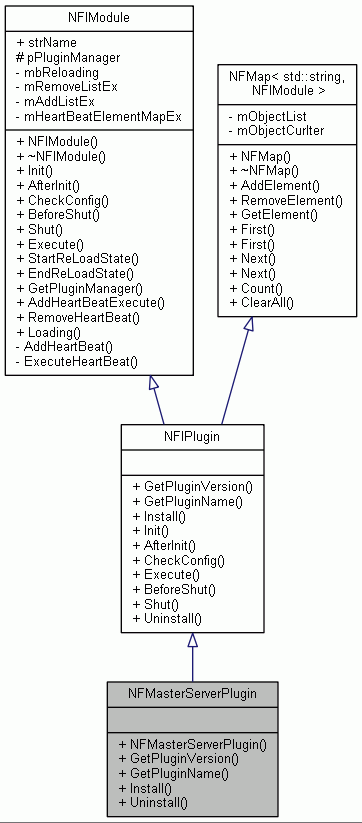 NFIModule
+ strName
# pPluginManager
- mbReloading
- mRemoveListEx
- mAddListEx
- mHeartBeatElementMapEx
+ NFIModule()
+ ~NFIModule()
+ Init()
+ AfterInit()
+ CheckConfig()
+ BeforeShut()
+ Shut()
+ Execute()
+ StartReLoadState()
+ EndReLoadState()
+ GetPluginManager()
+ AddHeartBeatExecute()
+ RemoveHeartBeat()
+ Loading()
- AddHeartBeat()
- ExecuteHeartBeat()
NFMap< std::string,
NFIModule >
- mObjectList
- mObjectCurIter
+ NFMap()
+ ~NFMap()
+ AddElement()
+ RemoveElement()
+ GetElement()
+ First()
+ First()
+ Next()
+ Next()
+ Count()
+ ClearAll()
NFIPlugin
+ GetPluginVersion()
+ GetPluginName()
+ Install()
+ Init()
+ AfterInit()
+ CheckConfig()
+ Execute()
+ BeforeShut()
+ Shut()
+ Uninstall()
NFMasterServerPlugin
+ NFMasterServerPlugin()
+ GetPluginVersion()
+ GetPluginName()
+ Install()
+ Uninstall()